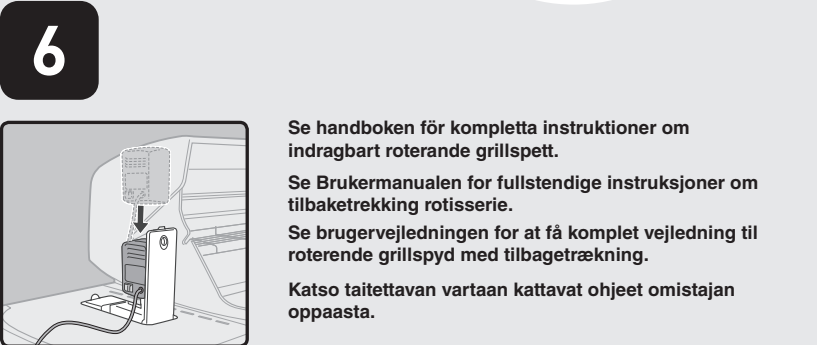 6
Se handboken för kompletta instruktioner om
indragbart roterande grillspett.
Se Brukermanualen for fullstendige instruksjoner om
tilbaketrekking rotisserie.
Se brugervejledningen for at få komplet vejledning til
roterende grillspyd med tilbagetrækning.
Katso taitettavan vartaan kattavat ohjeet omistajan
oppaasta.